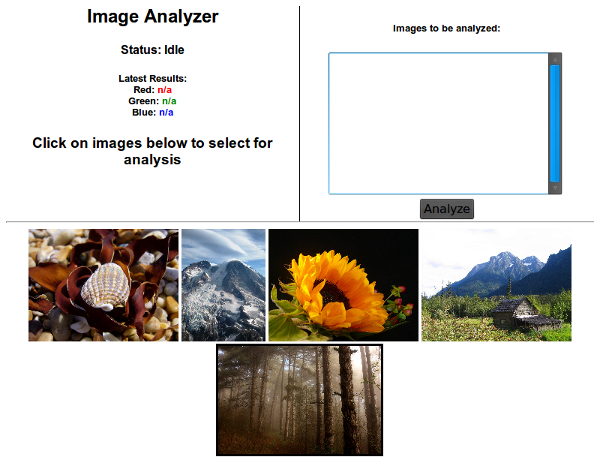 Image Analyzer
Status: Idle
Latest Results:
Red: n/a
Green: n/a
Blue: n/a
Click on images below to select for
analysis
Images to be analyzed:
Analyze